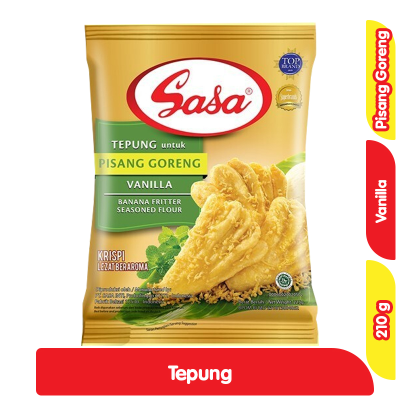 Sasa
TOP
BRAND
TEPUNG untuk
PISANG GORENG
VANILLA
BANANA FRITTER
SEASONED FLOUR
KRISPI
LEZAT BERAROMA
Pisang Goreng
Vanilla
210 g
Tepung